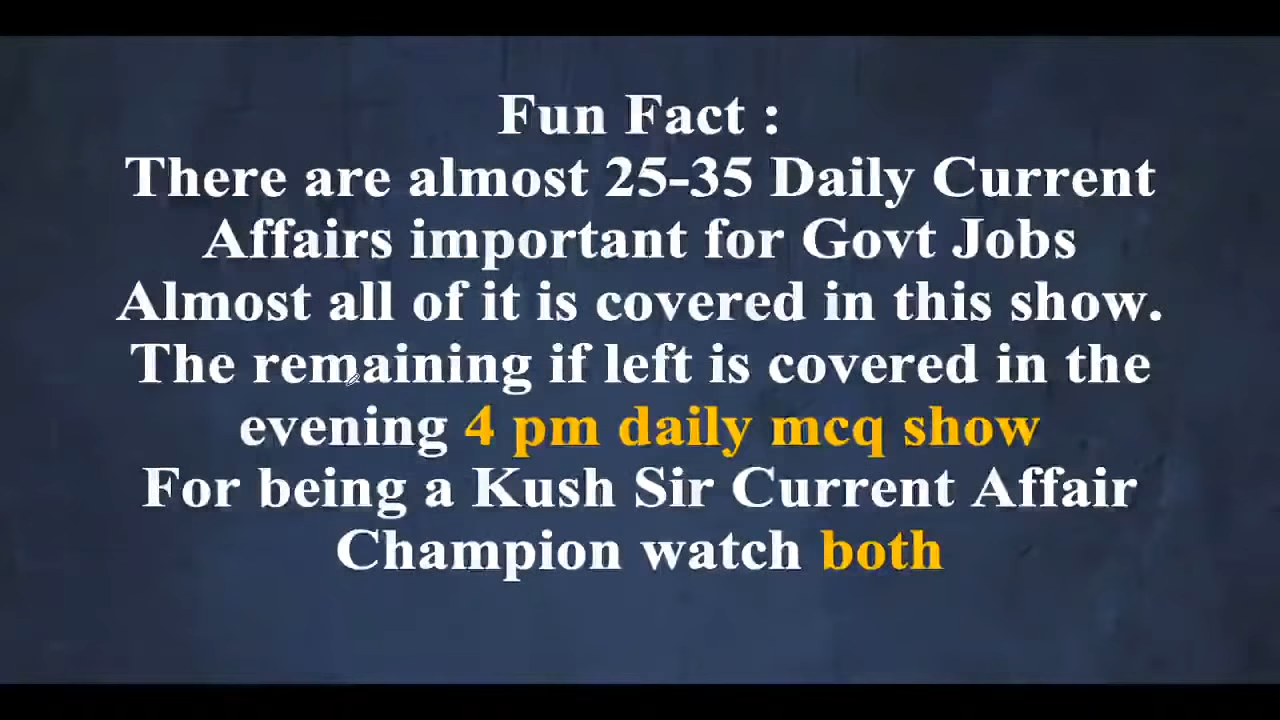 Fun Fact :
There are almost 25-35 Daily Current
Affairs important for Govt Jobs
Almost all of it is covered in this show.
The remaining if left is covered in the
evening 4 pm daily mcq show
For being a Kush Sir Current Affair
Champion watch both